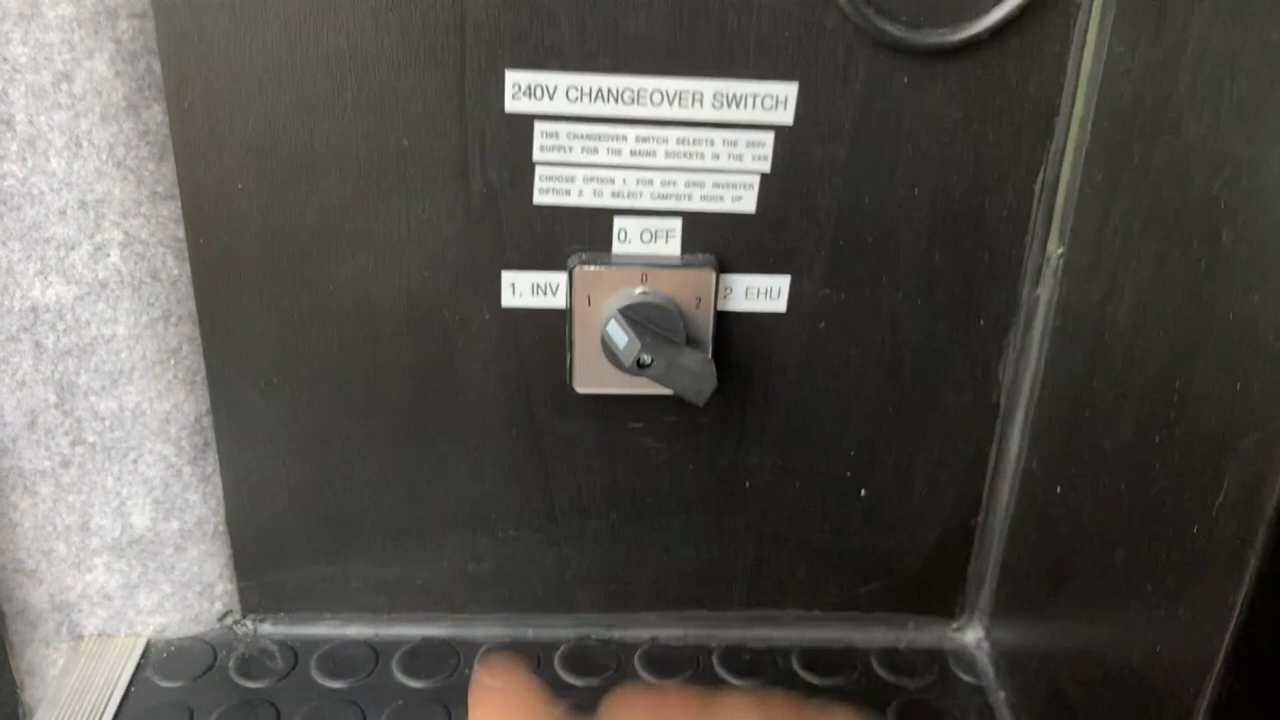 240V CHANGEOVER SWITCH
THIS CHANGEOVER SWITCH SELECTS THE 240V
SUPPLY FOR THE MAINS SOCKETS IN THE VAN
CHOOSE OPTION 1. FOR OFF GRID INVERTER
OPTION 2. TO SELECT CAMPSITE HOOK UP
0. OFF
1. INV
2 EHU
0
1
2